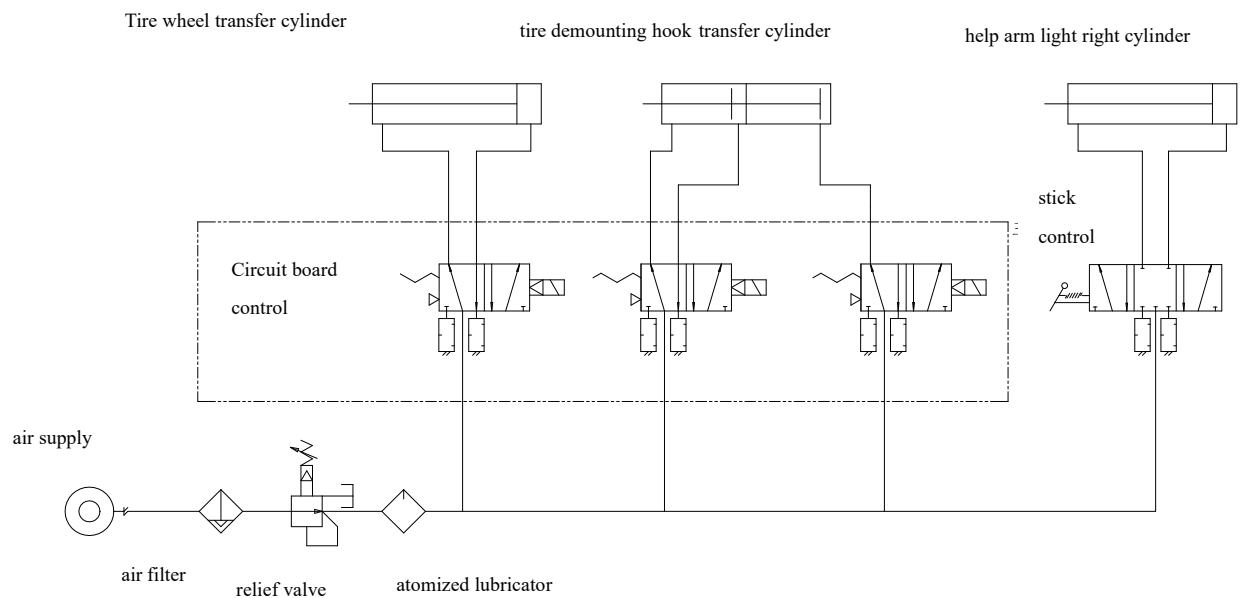 Tire wheel transfer cylinder
tire demounting hook transfer cylinder
help arm light right cylinder
stick
control
Circuit board
control
air supply
air filter
relief valve
atomized lubricator